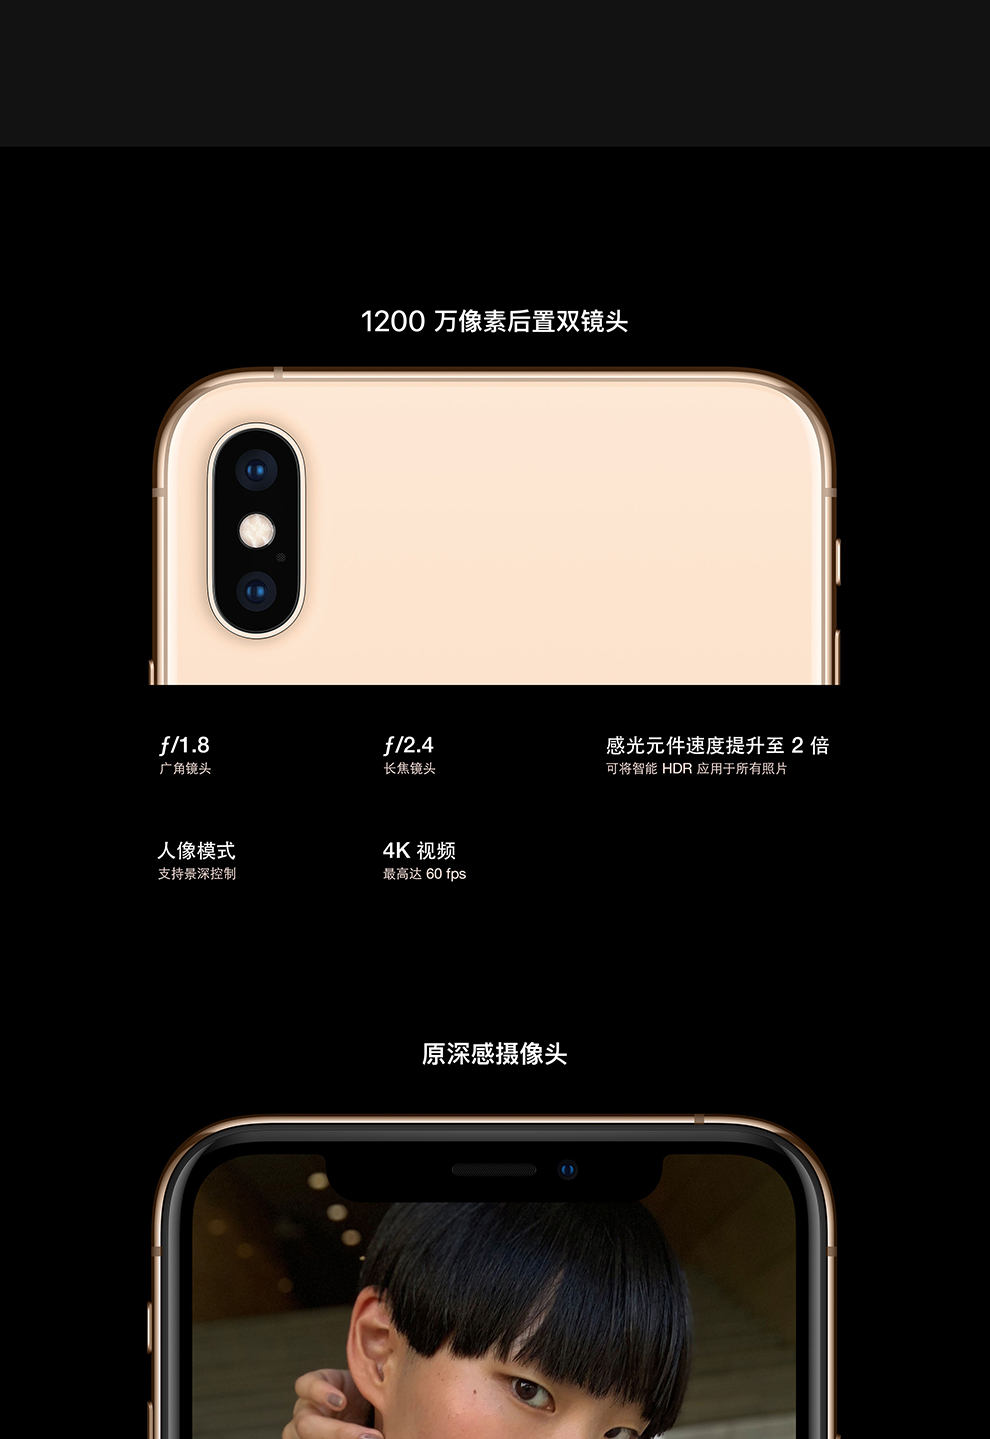 1200 万像素后置双镜头
ƒ/1.8
广角镜头
ƒ/2.4
长焦镜头
感光元件速度提升至 2 倍
可将智能 HDR 应用于所有照片
人像模式
支持景深控制
4K 视频
最高达 60 fps
原深感摄像头